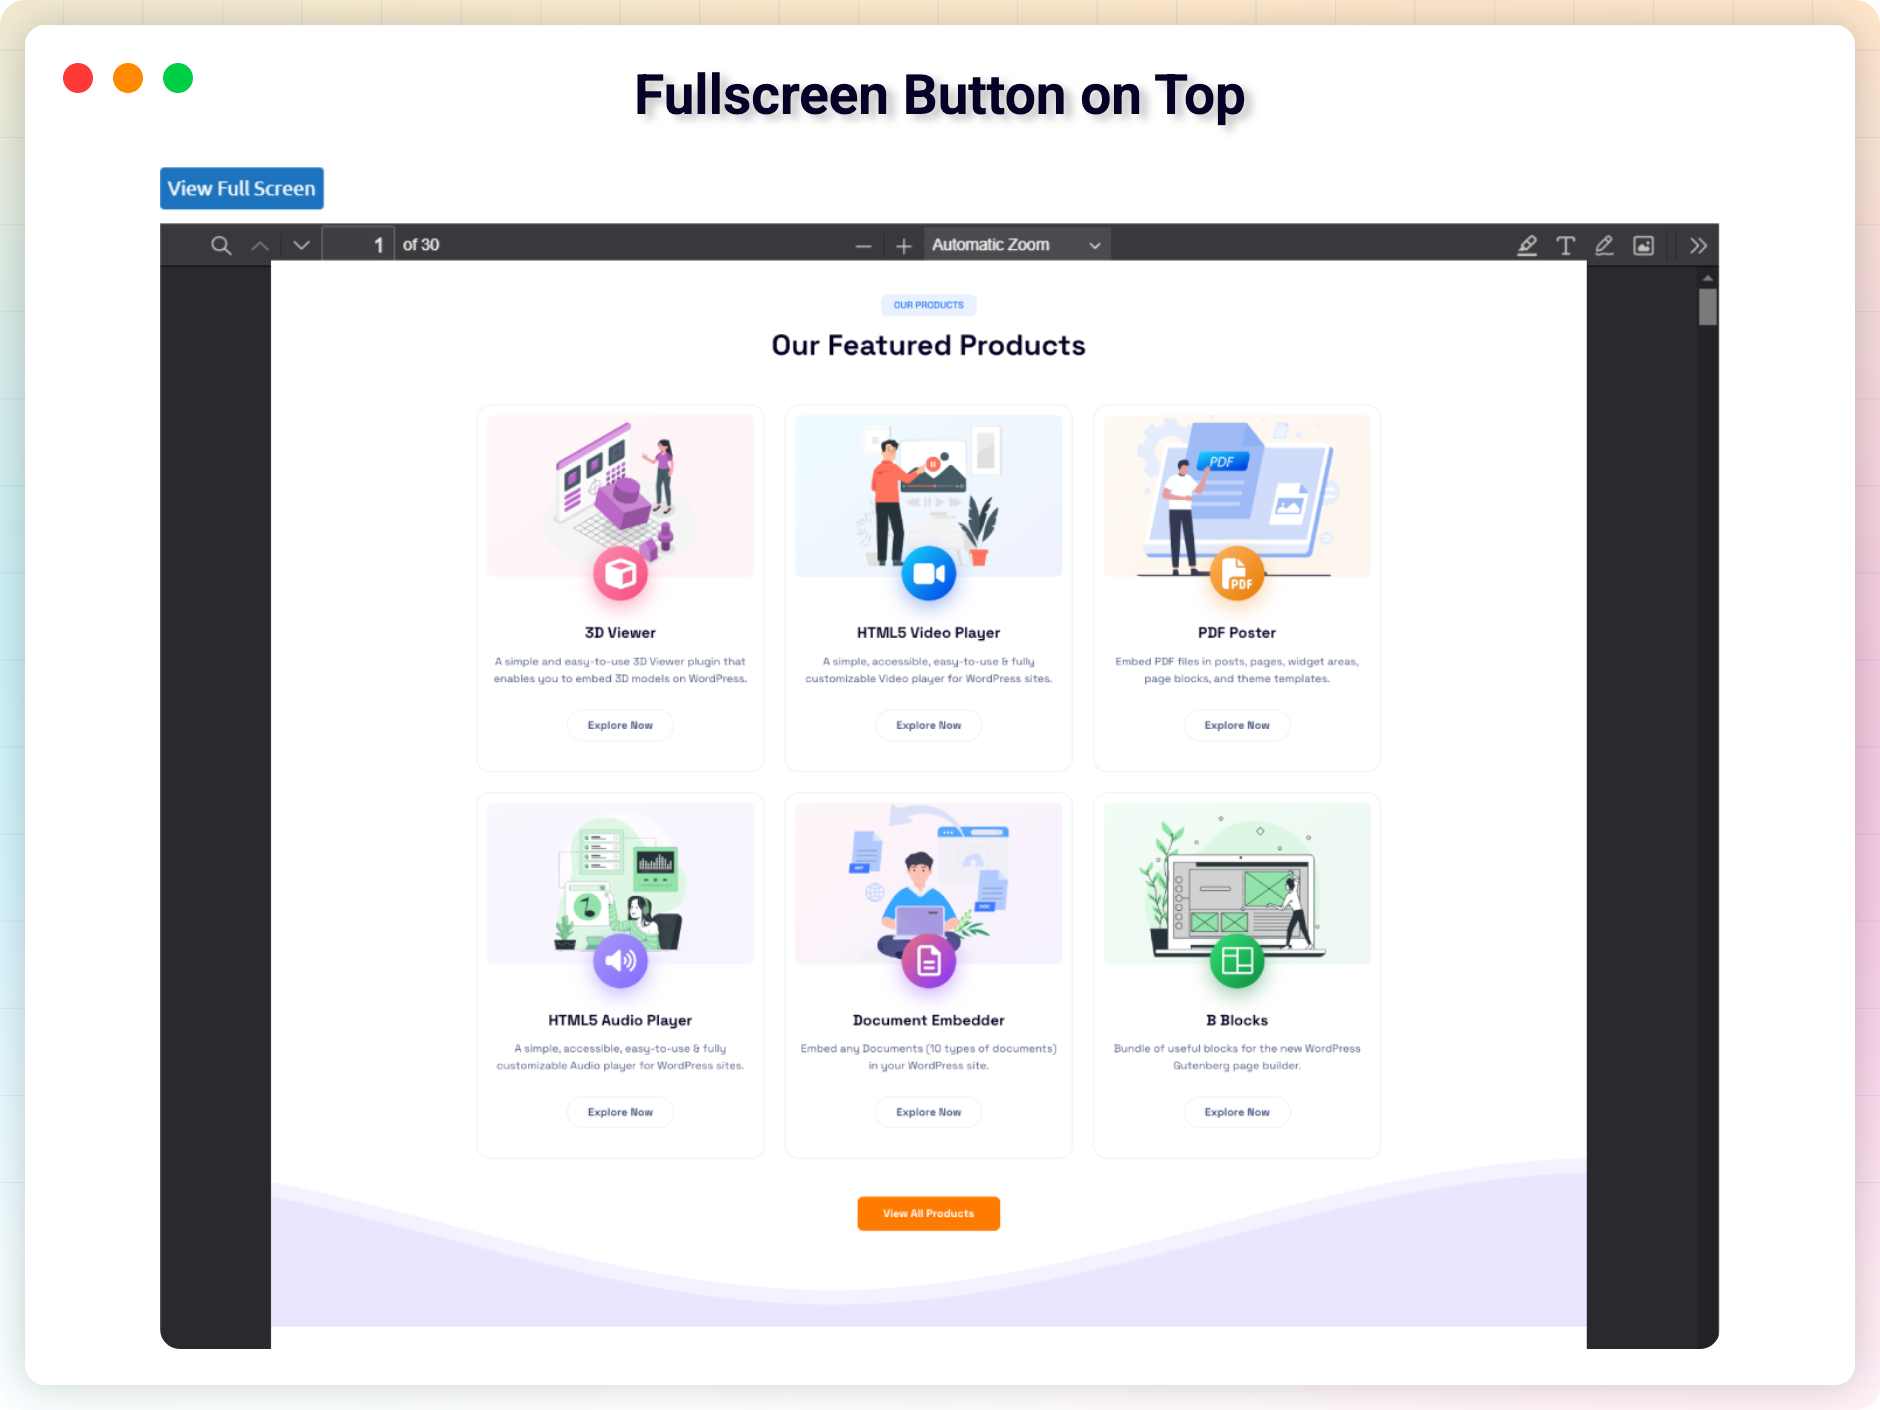 Fullscreen Button on Top
View Full Screen
1 of 30
Automatic Zoom
OUR PRODUCTS
Our Featured Products
PDF
PDF
3D Viewer
HTML5 Video Player
PDF Poster
A simple and easy-to-use 3D Viewer plugin that
enables you to embed 3D models on WordPress.
A simple, accessible, easy-to-use & fully
customizable Video player for WordPress sites.
Embed PDF files in posts, pages, widget areas,
page blocks, and theme templates.
Explore Now
Explore Now
Explore Now
HTML5 Audio Player
Document Embedder
B Blocks
A simple, accessible, easy-to-use & fully
customizable Audio player for WordPress sites.
Embed any Documents (10 types of documents)
in your WordPress site.
Bundle of useful blocks for the new WordPress
Gutenberg page builder.
Explore Now
Explore Now
Explore Now
View All Products